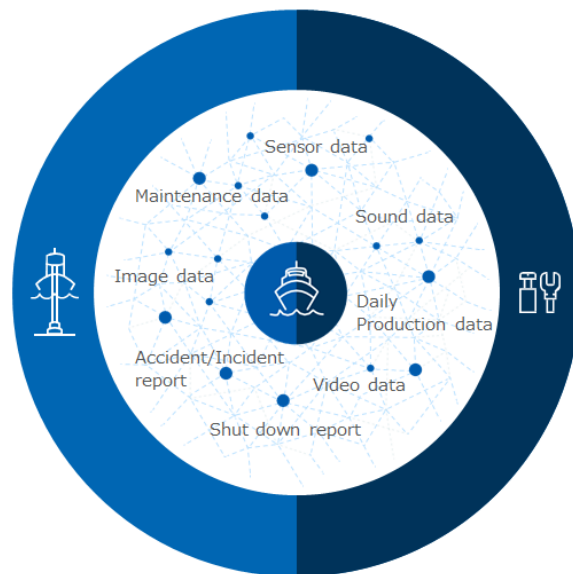 Sensor data
Maintenance data
Sound data
Image data
Daily
Production data
Accident/Incident
report
Video data
Shut down report